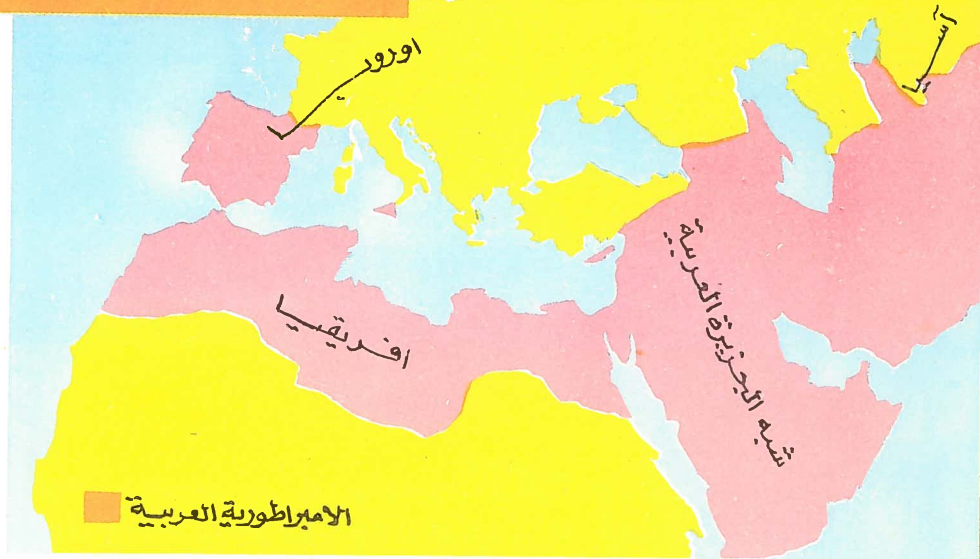 اوروبا
آسيا
افريقيا
شبه الجزيرة العربية
الامبراطورية العربية